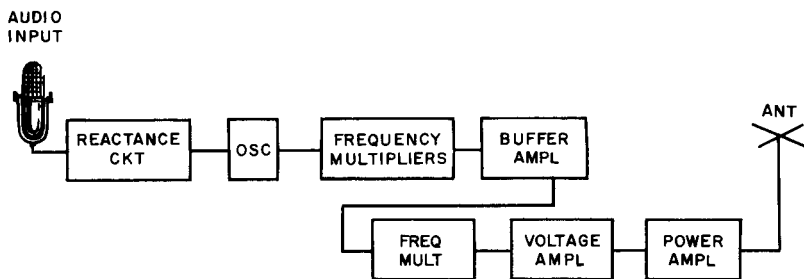 AUDIO
INPUT
ANT
REACTANCE
CKT
OSC
FREQUENCY
MULTIPLIERS
BUFFER
AMPL
FREQ
MULT
VOLTAGE
AMPL
POWER
AMPL